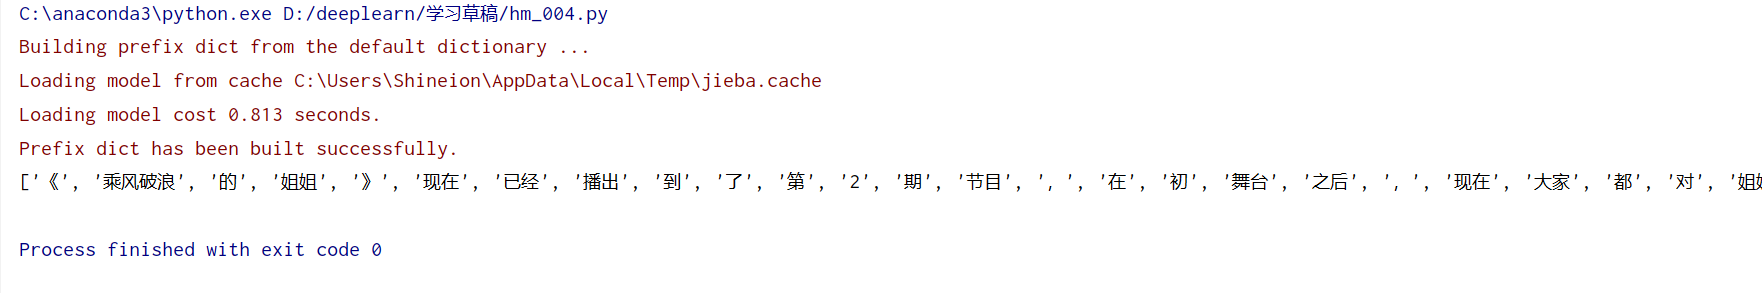 C:\anaconda3\python.exe D:/deeplearn/学习草稿/hm_004.py
Building prefix dict from the default dictionary ...
Loading model from cache C:\Users\Shineion\AppData\Local\Temp\jieba.cache
Loading model cost 0.813 seconds.
Prefix dict has been built successfully.
['《', '乘风破浪', '的', '姐姐', '》', '现在', '已经', '播出', '到', '了', '第', '2', '期', '节目', ',', '在', '初', '舞台', '之后', ',', '现在', '大家', '都', '对', '姐
Process finished with exit code 0